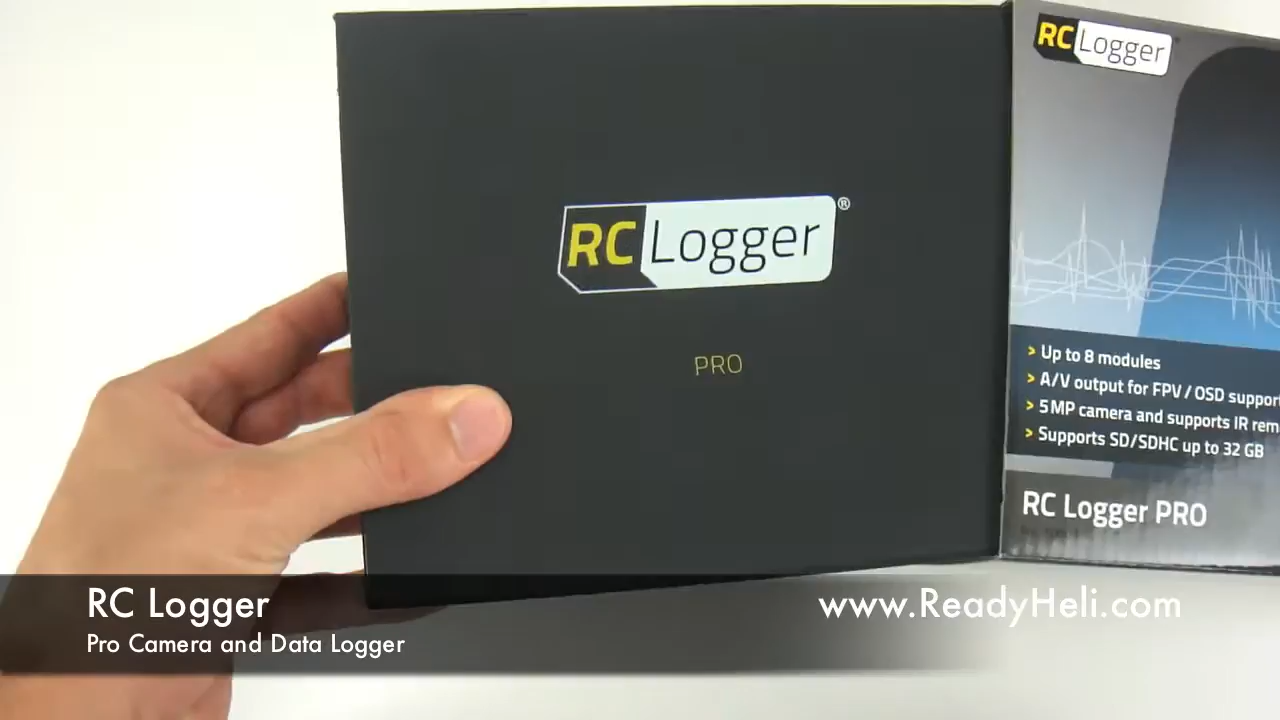 RC Logger®
PRO
RC Logger
> Up to 8 modules
> A/V output for FPV / OSD suppor
> 5 MP camera and supports IR rem
> Supports SD/SDHC up to 32 GB
RC Logger PRO
RC Logger
Pro Camera and Data Logger
www.ReadyHeli.com